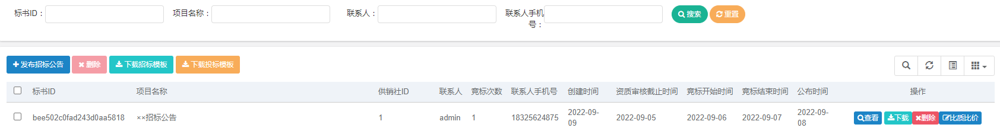 标书ID： 项目名称： 联系人： 联系人手机号： 搜索 重置
发布招标公告 删除 下载招标模板 下载投标模板
标书ID 项目名称 供销社ID 联系人 竞标次数 联系人手机号 创建时间 资质审核截止时间 竞标开始时间 竞标结束时间 公布时间 操作
bee502c0fad243d0aa5818 ××招标公告 1 admin 1 18325624875 2022-09-09 2022-09-05 2022-09-06 2022-09-07 2022-09-08 查看 下载 删除 比质比价